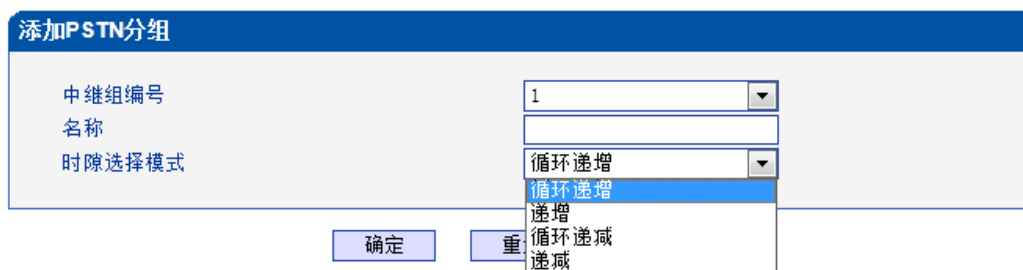 添加PSTN分组
中继组编号 1
名称
时隙选择模式 循环递增
循环递增
递增
循环递减
递减
确定 重